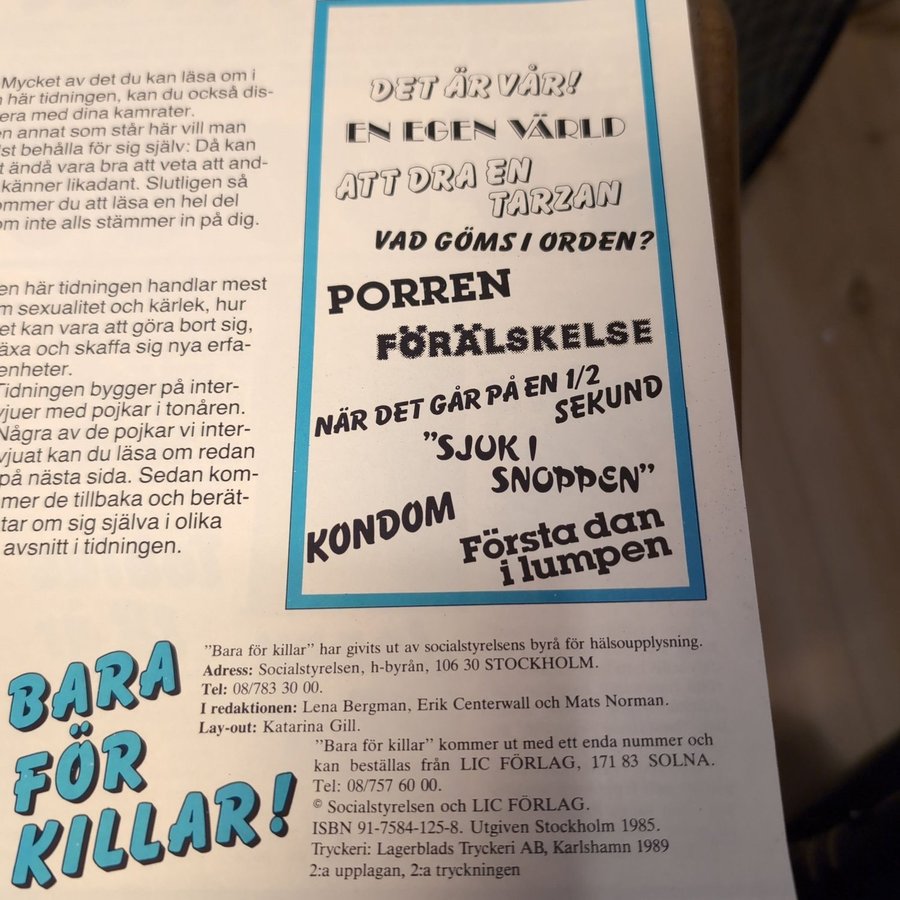 Mycket av det du kan läsa om i
här tidningen, kan du också dis-
era med dina kamrater.
en annat som står här vill man
st behålla för sig själv: Då kan
t ändå vara bra att veta att and-
känner likadant. Slutligen så
ommer du att läsa en hel del
om inte alls stämmer in på dig.
en här tidningen handlar mest
m sexualitet och kärlek, hur
et kan vara att göra bort sig,
äxa och skaffa sig nya erfa-
enheter.
Tidningen bygger på inter-
vjuer med pojkar i tonåren.
Några av de pojkar vi inter-
vjuat kan du läsa om redan
på nästa sida. Sedan kom-
mer de tillbaka och berät-
tar om sig själva i olika
avsnitt i tidningen.
DET ÄR VÅR!
EN EGEN VÄRLD
ATT DRA EN
TARZAN
VAD GÖMS I ORDEN?
PORREN
FÖRÄLSKELSE
NÄR DET GÅR PÅ EN 1/2
SEKUND
"SJUK I
SNOPPEN"
KONDOM
Första dan
i lumpen
BARA
FÖR
KILLAR!
"Bara för killar" har givits ut av socialstyrelsens byrå för hälsoupplysning.
Adress: Socialstyrelsen, h-byrån, 106 30 STOCKHOLM.
Tel: 08/783 30 00.
I redaktionen: Lena Bergman, Erik Centerwall och Mats Norman.
Lay-out: Katarina Gill.
"Bara för killar" kommer ut med ett enda nummer och
kan beställas från LIC FÖRLAG, 171 83 SOLNA.
Tel: 08/757 60 00.
© Socialstyrelsen och LIC FÖRLAG.
ISBN 91-7584-125-8. Utgiven Stockholm 1985.
Tryckeri: Lagerblads Tryckeri AB, Karlshamn 1989
2:a upplagan, 2:a tryckningen